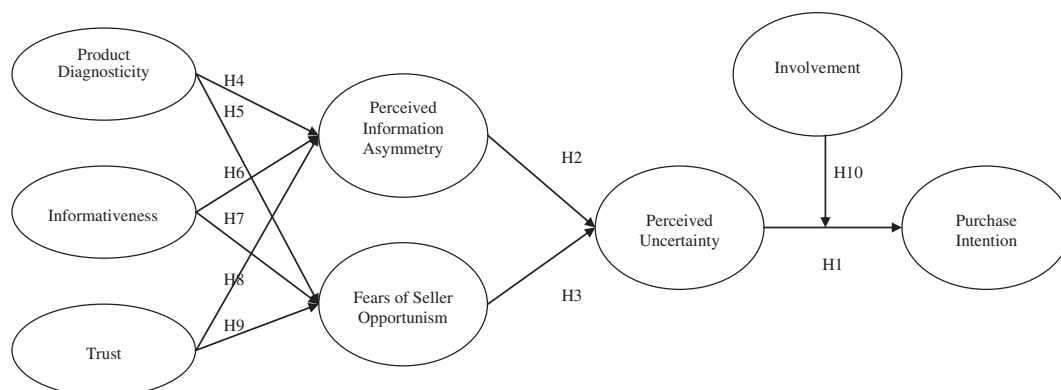 Product
Diagnosticity
H4
H5
Perceived
Information
Asymmetry
Involvement
H2
H10
H6
Informativeness
H7
Perceived
Uncertainty
Purchase
Intention
H1
H8
Fears of Seller
Opportunism
H3
H9
Trust